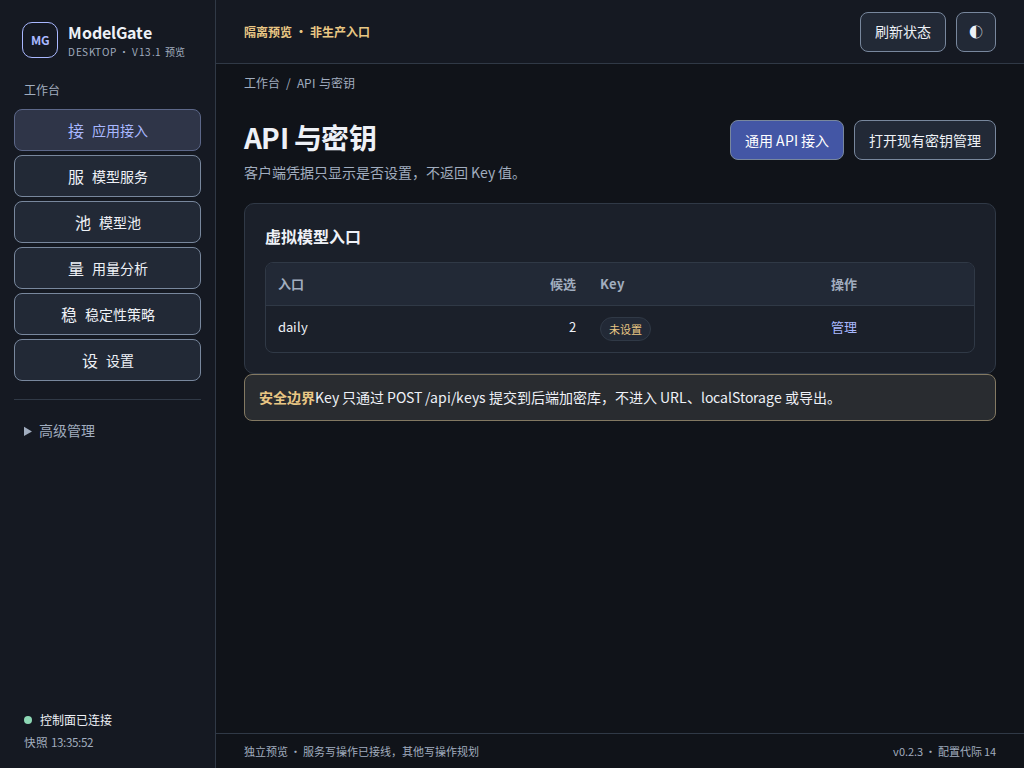 MG
ModelGate
DESKTOP · V13.1 预览
工作台
接 应用接入
服 模型服务
池 模型池
量 用量分析
稳 稳定性策略
设 设置
▶ 高级管理
控制面已连接
快照 13:35:52
隔离预览 · 非生产入口
刷新状态
工作台 / API 与密钥
API 与密钥
通用 API 接入
打开现有密钥管理
客户端凭据只显示是否设置，不返回 Key 值。
虚拟模型入口
入口 候选 Key 操作
daily 2 未设置 管理
安全边界Key 只通过 POST /api/keys 提交到后端加密库，不进入 URL、localStorage 或导出。
独立预览 · 服务写操作已接线，其他写操作规划
v0.2.3 · 配置代际 14